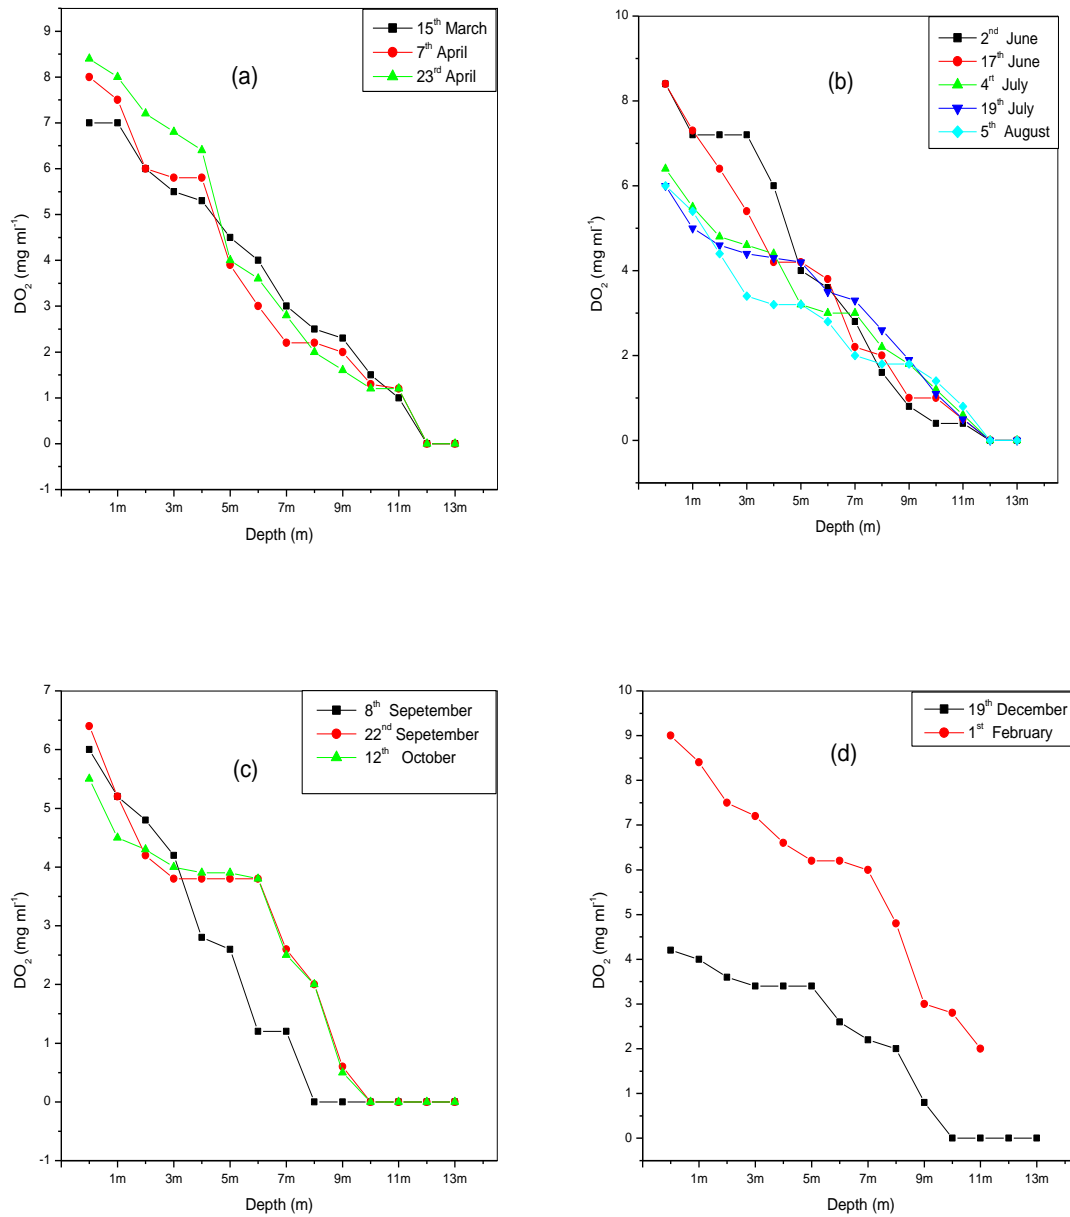 (a)
15th March
7th April
23rd April
9
8
7
6
5
4
3
2
1
0
-1
DO2 (mg ml-1)
1m 3m 5m 7m 9m 11m 13m
Depth (m)
(b)
2nd June
17th June
4rt July
19th July
5th August
10
8
6
4
2
0
DO2 (mg ml-1)
1m 3m 5m 7m 9m 11m 13m
Depth (m)
(c)
8th Sepetember
22nd Sepetember
12th October
7
6
5
4
3
2
1
0
-1
DO2 (mg ml-1)
1m 3m 5m 7m 9m 11m 13m
Depth (m)
(d)
19th December
1st February
10
9
8
7
6
5
4
3
2
1
0
DO2 (mg ml-1)
1m 3m 5m 7m 9m 11m 13m
Depth (m)